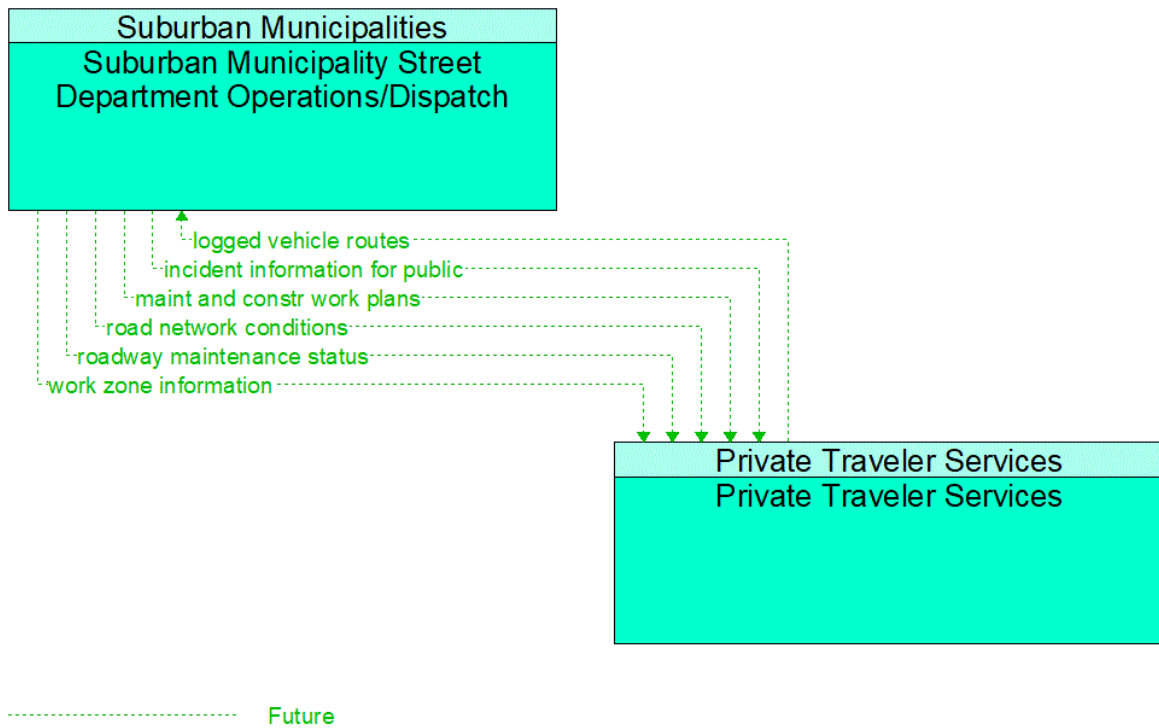 Suburban Municipalities
Suburban Municipality Street
Department Operations/Dispatch
logged vehicle routes
incident information for public
maint and constr work plans
road network conditions
roadway maintenance status
work zone information
Private Traveler Services
Private Traveler Services
Future